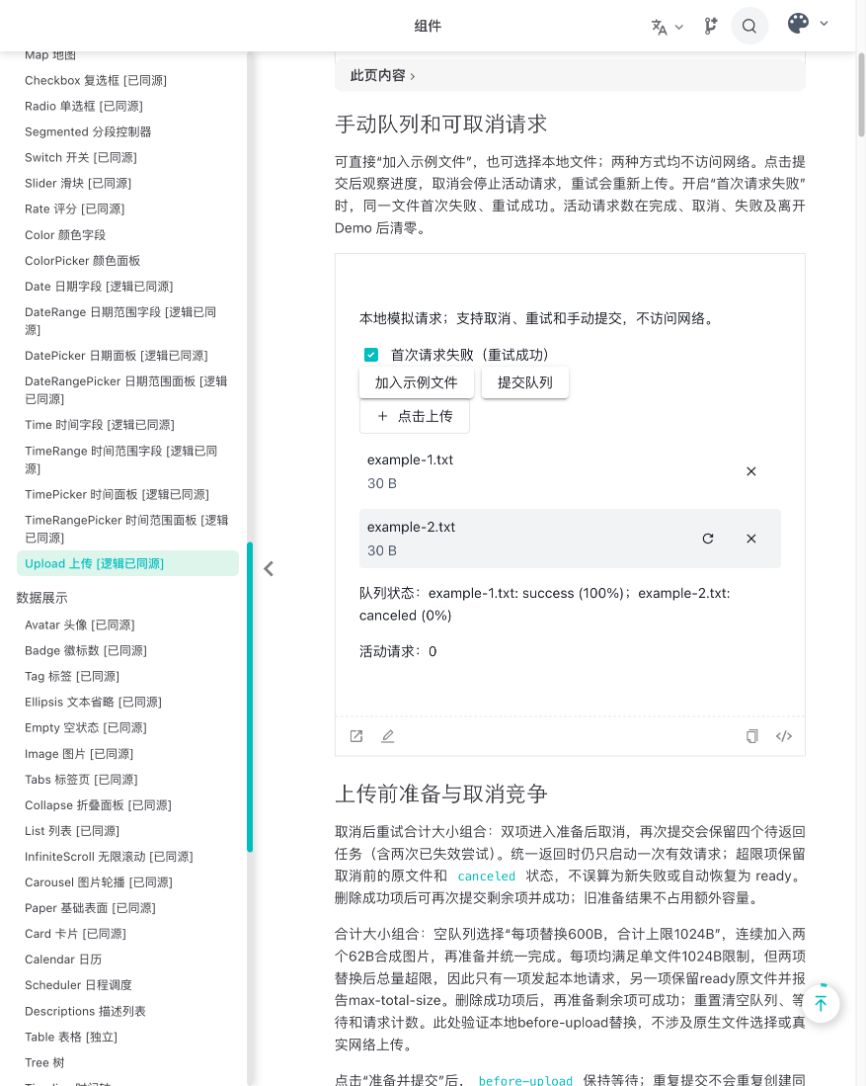 组件
Map 地图
Checkbox 复选框 [已同源]
Radio 单选框 [已同源]
Segmented 分段控制器
Switch 开关 [已同源]
Slider 滑块 [已同源]
Rate 评分 [已同源]
Color 颜色字段
ColorPicker 颜色面板
Date 日期字段 [逻辑已同源]
DateRange 日期范围字段 [逻辑已同
源]
DatePicker 日期面板 [逻辑已同源]
DateRangePicker 日期范围面板 [逻辑
已同源]
Time 时间字段 [逻辑已同源]
TimeRange 时间范围字段 [逻辑已同
源]
TimePicker 时间面板 [逻辑已同源]
TimeRangePicker 时间范围面板 [逻辑
已同源]
Upload 上传 [逻辑已同源]
数据展示
Avatar 头像 [已同源]
Badge 徽标数 [已同源]
Tag 标签 [已同源]
Ellipsis 文本省略 [已同源]
Empty 空状态 [已同源]
Image 图片 [已同源]
Tabs 标签页 [已同源]
Collapse 折叠面板 [已同源]
List 列表 [已同源]
InfiniteScroll 无限滚动 [已同源]
Carousel 图片轮播 [已同源]
Paper 基础表面 [已同源]
Card 卡片 [已同源]
Calendar 日历
Scheduler 日程调度
Descriptions 描述列表
Table 表格 [独立]
Tree 树
此页内容 ›
手动队列和可取消请求
可直接“加入示例文件”，也可选择本地文件；两种方式均不访问网络。点击提
交后观察进度，取消会停止活动请求，重试会重新上传。开启“首次请求失败”
时，同一文件首次失败、重试成功。活动请求数在完成、取消、失败及离开
Demo 后清零。
本地模拟请求；支持取消、重试和手动提交，不访问网络。
首次请求失败（重试成功）
加入示例文件 提交队列
+ 点击上传
example-1.txt
30 B
example-2.txt
30 B
队列状态：example-1.txt: success (100%)；example-2.txt:
canceled (0%)
活动请求：0
上传前准备与取消竞争
取消后重试合计大小组合：双项进入准备后取消，再次提交会保留四个待返回
任务（含两次已失效尝试）。统一返回时仍只启动一次有效请求；超限项保留
取消前的原文件和 canceled 状态，不误算为新失败或自动恢复为 ready。
删除成功项后可再次提交剩余项并成功；旧准备结果不占用额外容量。
合计大小组合：空队列选择“每项替换600B，合计上限1024B”，连续加入两
个62B合成图片，再准备并统一完成。每项均满足单文件1024B限制，但两项
替换后总量超限，因此只有一项发起本地请求，另一项保留ready原文件并报
告max-total-size。删除成功项后，再准备剩余项可成功；重置清空队列、等
待和请求计数。此处验证本地before-upload替换，不涉及原生文件选择或真
实网络上传。
点击“准备并提交”后， before-upload 保持等待；重复提交不会重复创建同